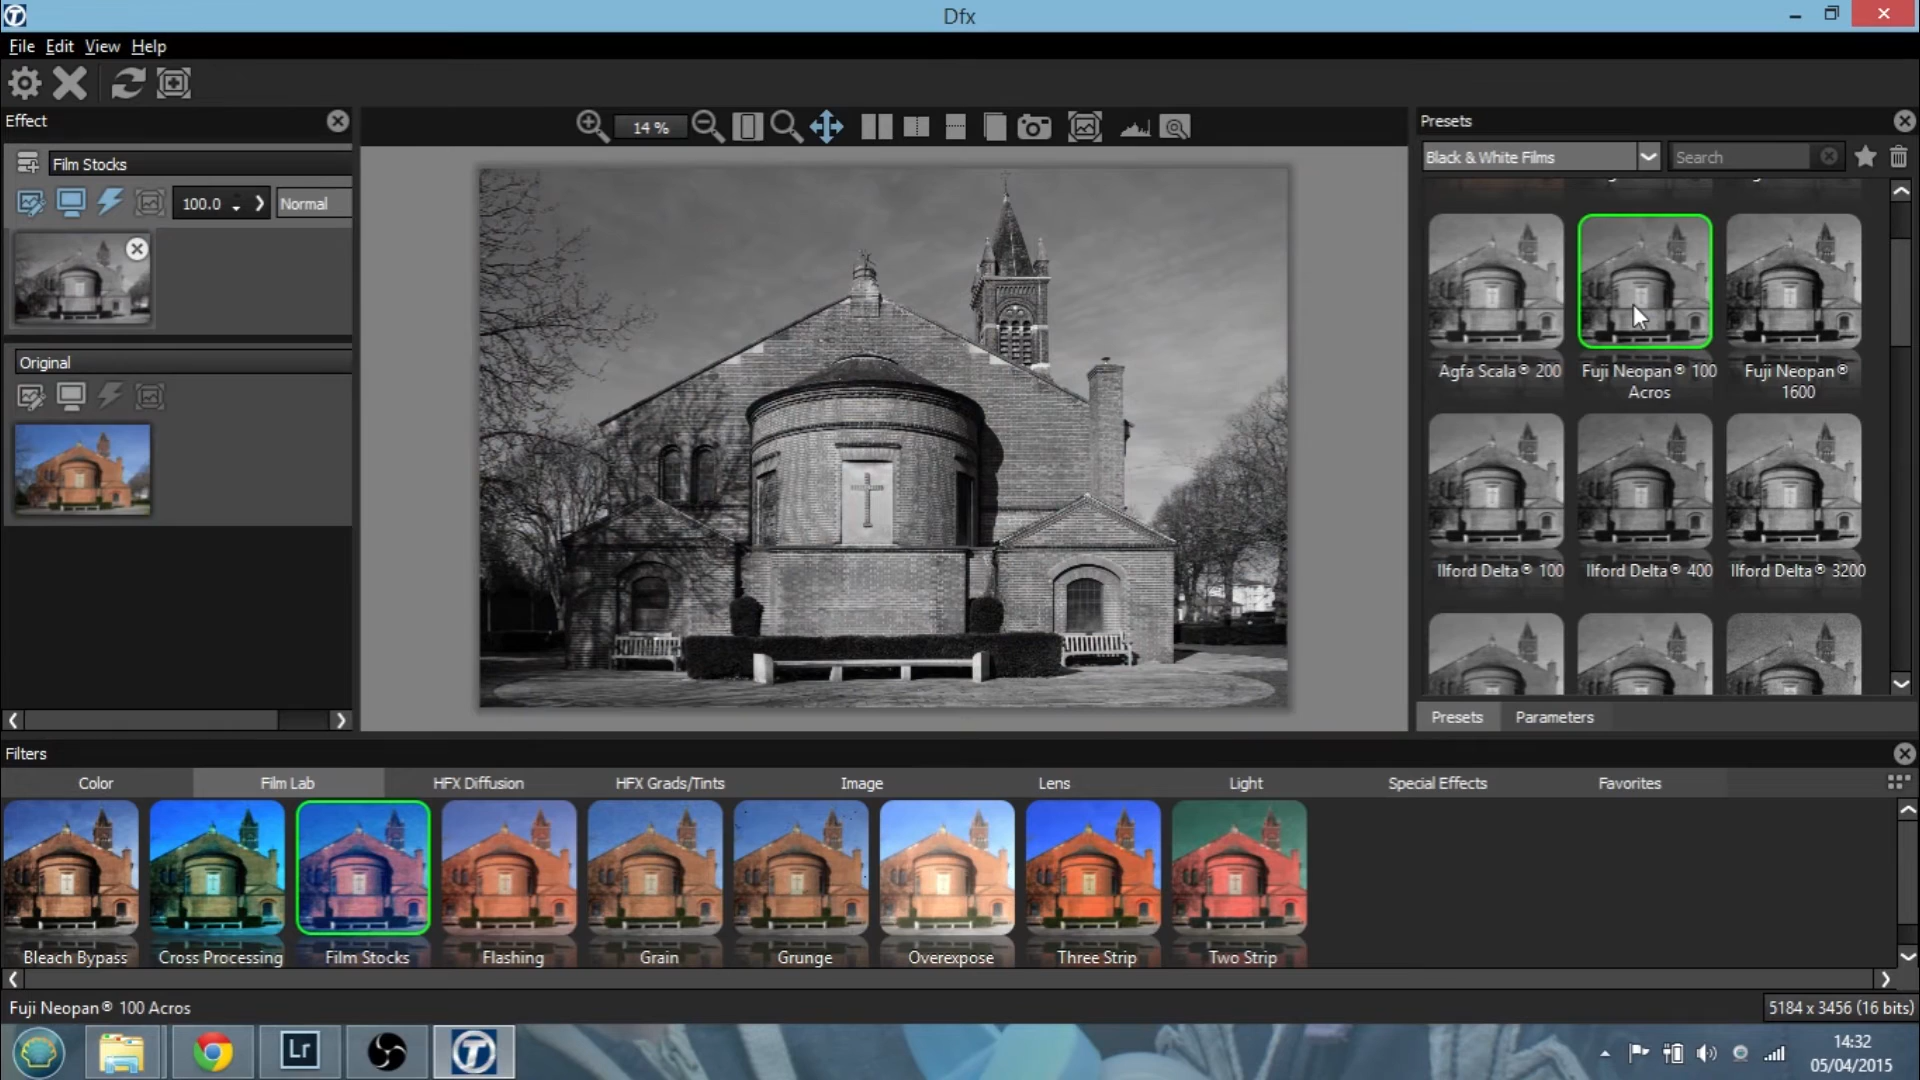 Dfx
File Edit View Help
Effect
14 %
Presets
Film Stocks
Black & White Films
Search
100.0
Normal
Original
Agfa Scala® 200
Fuji Neopan® 100
Acros
Fuji Neopan®
1600
Ilford Delta® 100
Ilford Delta® 400
Ilford Delta® 3200
Presets
Parameters
Filters
Color
Film Lab
HFX Diffusion
HFX Grads/Tints
Image
Lens
Light
Special Effects
Favorites
Bleach Bypass
Cross Processing
Film Stocks
Flashing
Grain
Grunge
Overexpose
Three Strip
Two Strip
Fuji Neopan® 100 Acros
5184 x 3456 (16 bits)
Lr
14:32
05/04/2015